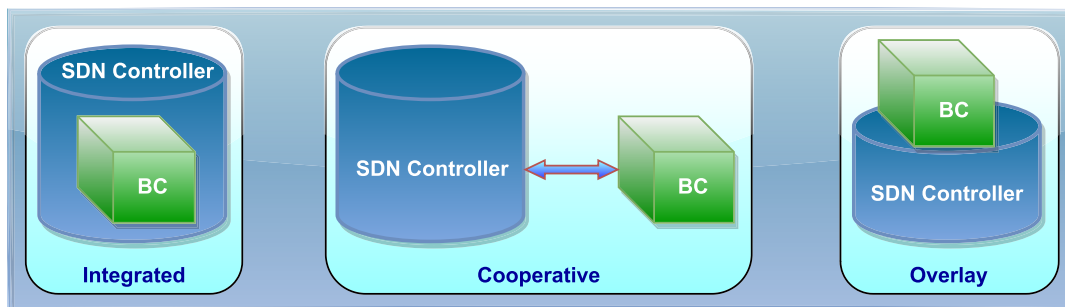 SDN Controller
BC
Integrated
SDN Controller
BC
Cooperative
BC
SDN Controller
Overlay